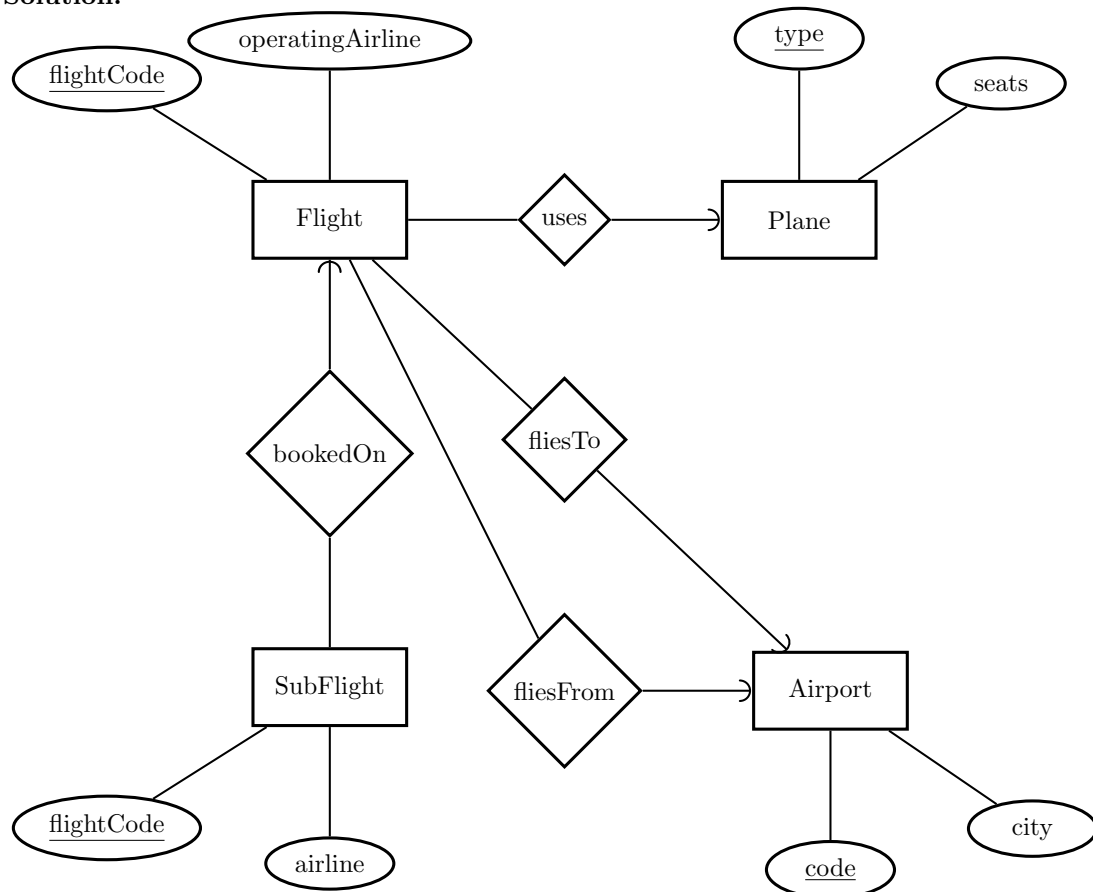 Solution:
operatingAirline
type
flightCode
seats
Flight
uses
Plane
bookedOn
fliesTo
SubFlight
fliesFrom
Airport
flightCode
airline
code
city